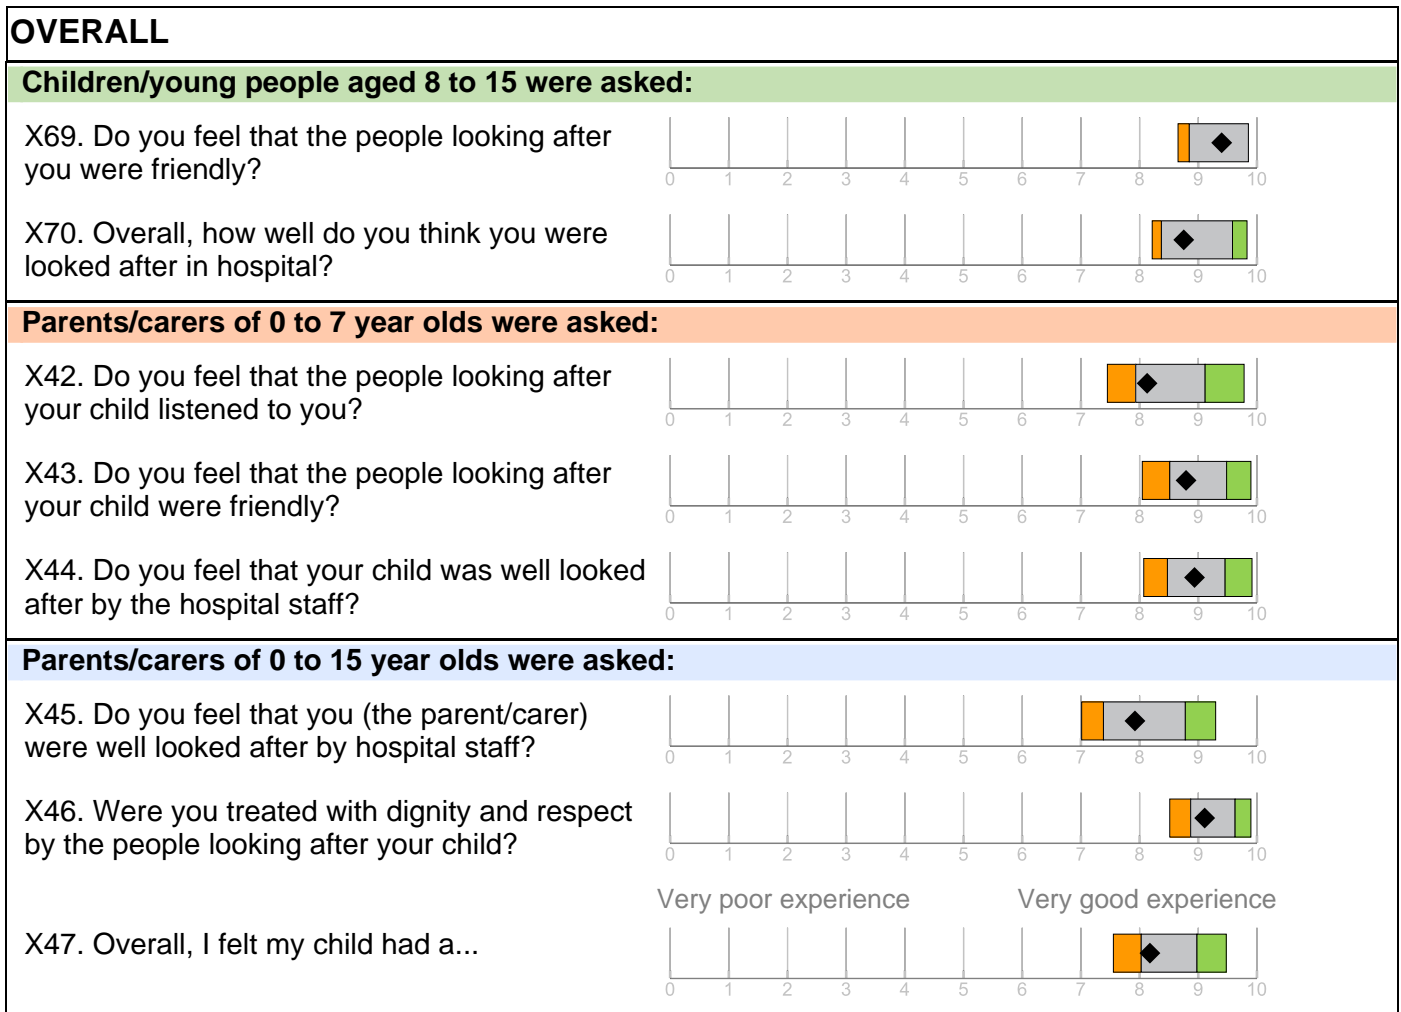 OVERALL
Children/young people aged 8 to 15 were asked:
X69. Do you feel that the people looking after
you were friendly?
0 1 2 3 4 5 6 7 8 9 10
X70. Overall, how well do you think you were
looked after in hospital?
0 1 2 3 4 5 6 7 8 9 10
Parents/carers of 0 to 7 year olds were asked:
X42. Do you feel that the people looking after
your child listened to you?
0 1 2 3 4 5 6 7 8 9 10
X43. Do you feel that the people looking after
your child were friendly?
0 1 2 3 4 5 6 7 8 9 10
X44. Do you feel that your child was well looked
after by the hospital staff?
0 1 2 3 4 5 6 7 8 9 10
Parents/carers of 0 to 15 year olds were asked:
X45. Do you feel that you (the parent/carer)
were well looked after by hospital staff?
0 1 2 3 4 5 6 7 8 9 10
X46. Were you treated with dignity and respect
by the people looking after your child?
0 1 2 3 4 5 6 7 8 9 10
Very poor experience Very good experience
X47. Overall, I felt my child had a...
0 1 2 3 4 5 6 7 8 9 10